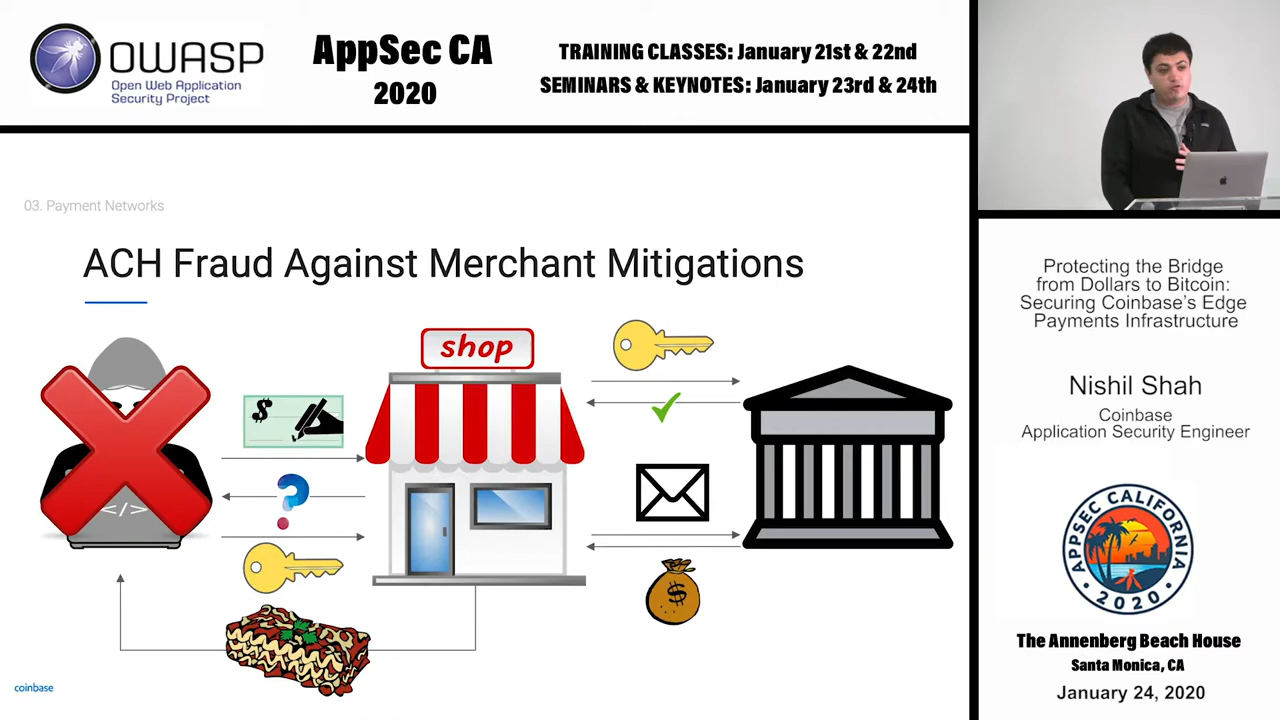 OWASP
Open Web Application
Security Project
AppSec CA
2020
TRAINING CLASSES: January 21st & 22nd
SEMINARS & KEYNOTES: January 23rd & 24th
03. Payment Networks
ACH Fraud Against Merchant Mitigations
shop
$
</>
$
coinbase
Protecting the Bridge
from Dollars to Bitcoin:
Securing Coinbase's Edge
Payments Infrastructure
Nishil Shah
Coinbase
Application Security Engineer
APPSEC CALIFORNIA
• 2020 •
The Annenberg Beach House
Santa Monica, CA
January 24, 2020